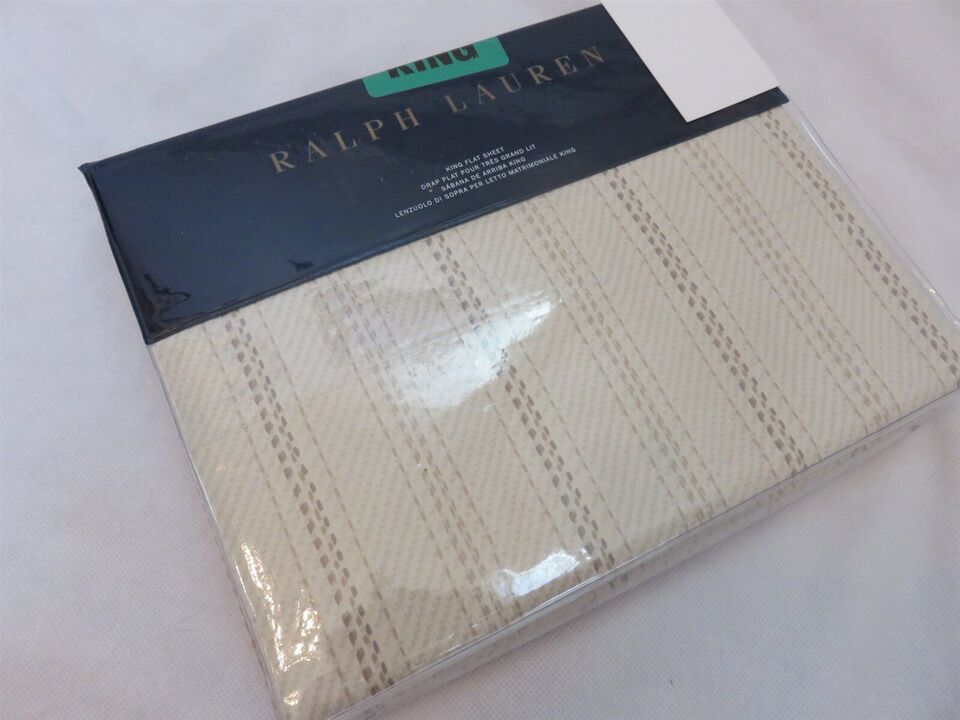 KING
RALPH LAUREN
KING FLAT SHEET
DRAP PLAT POUR TRÈS GRAND LIT
SÁBANA DE ARRIBA KING
LENZUOLO DI SOPRA PER LETTO MATRIMONIALE KING